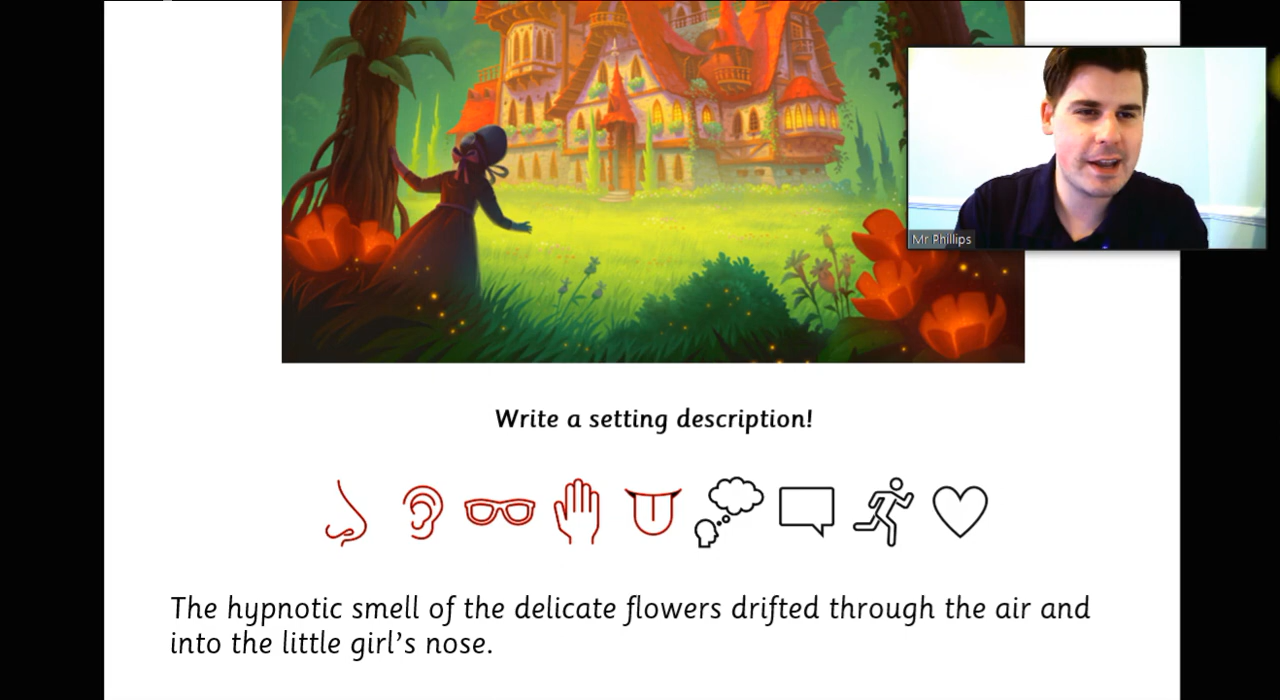 Mr Phillips
Write a setting description!
The hypnotic smell of the delicate flowers drifted through the air and
into the little girl's nose.